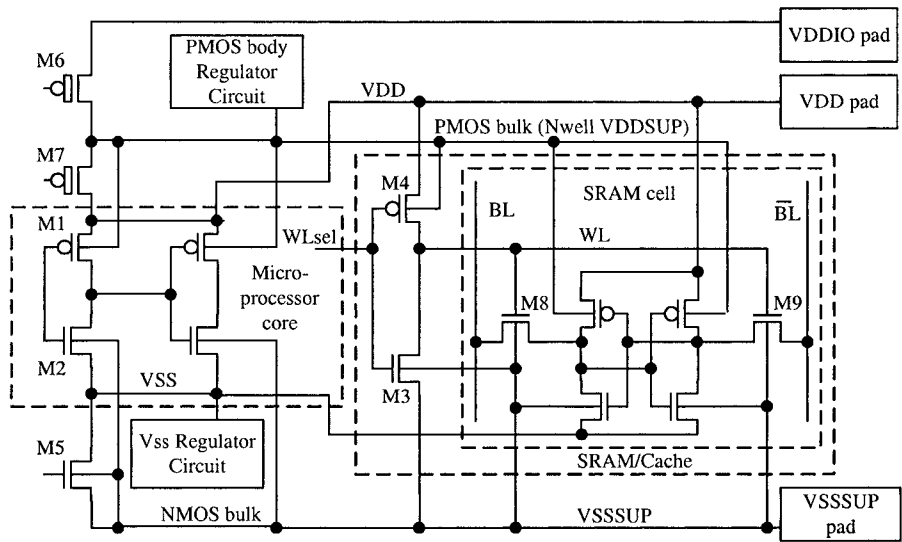 VDDIO pad
M6
PMOS body
Regulator
Circuit
VDD
VDD pad
PMOS bulk (Nwell VDDSUP)
M7
M4
SRAM cell
BL
BL
M1
WLsel
WL
Micro-
processor
core
M8
M9
M2
VSS
M3
Vss Regulator
Circuit
SRAM/Cache
M5
NMOS bulk
VSSSUP
VSSSUP
pad